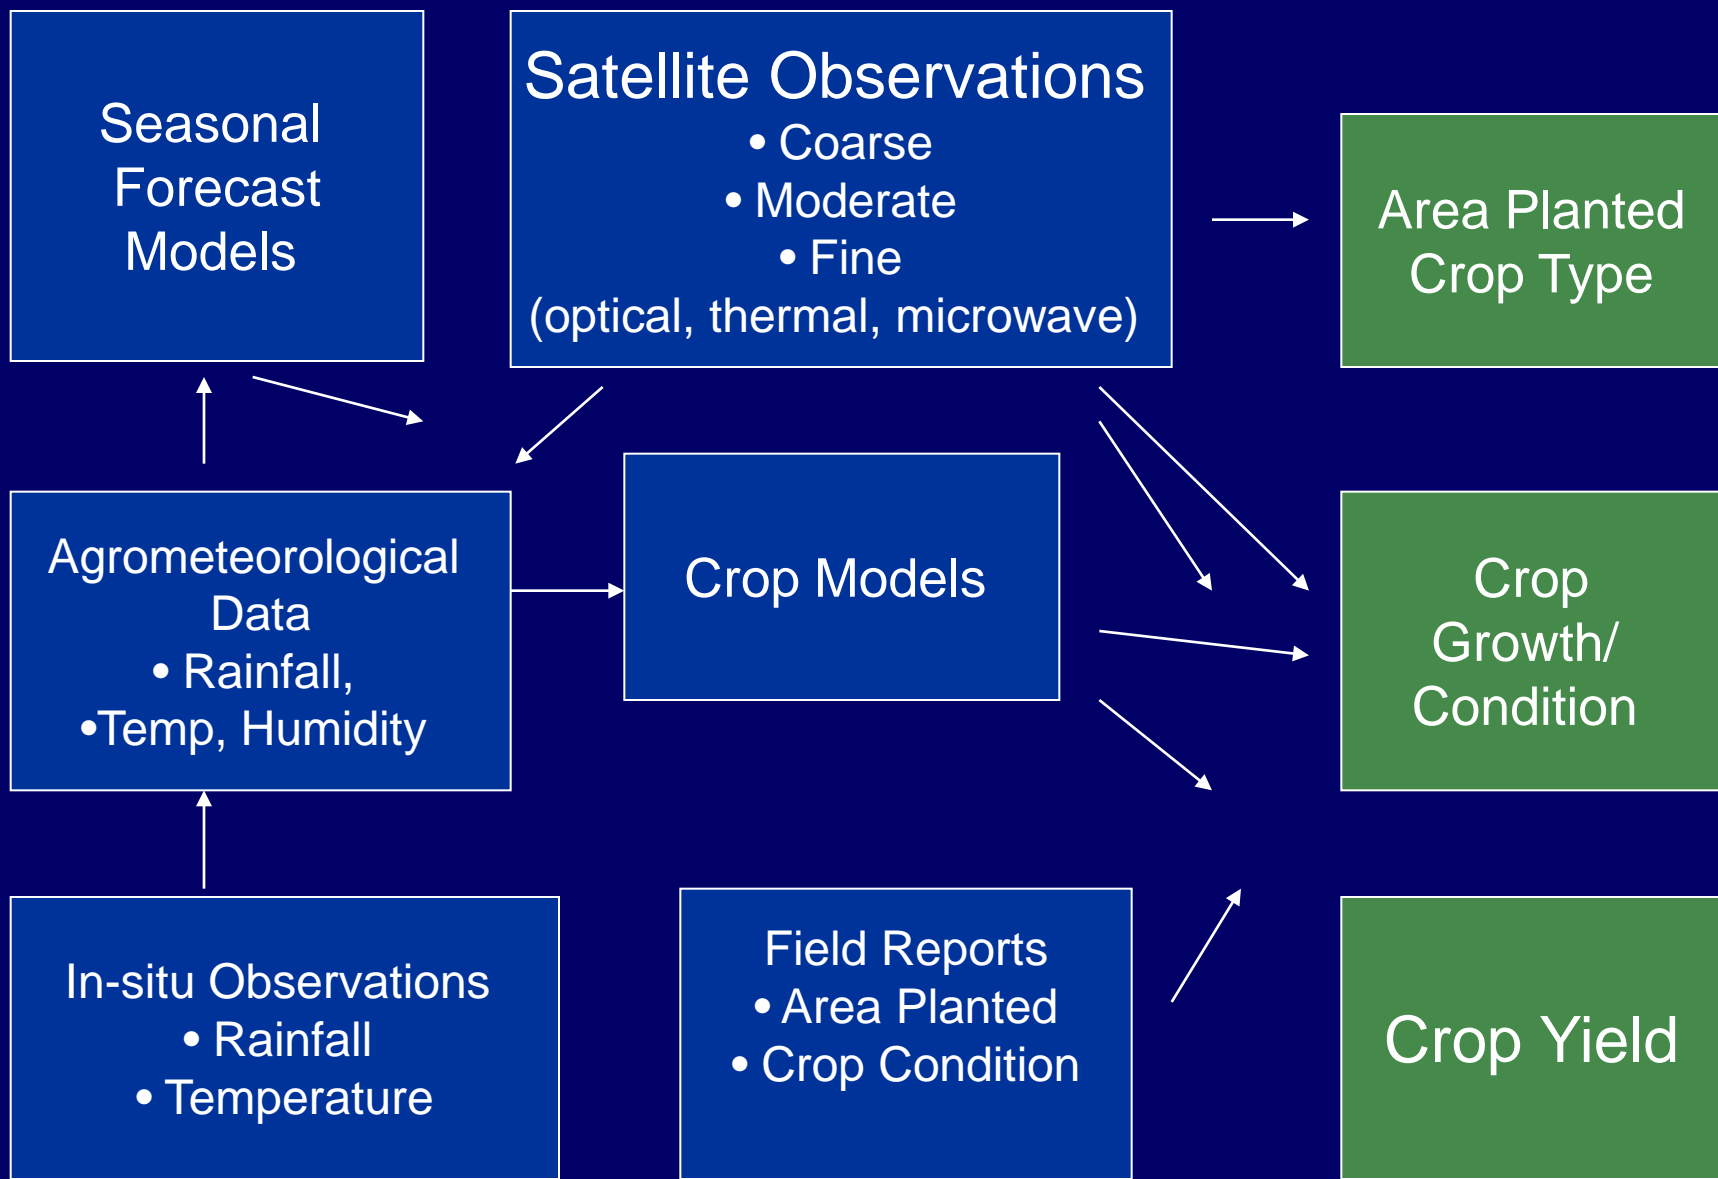 Seasonal
Forecast
Models
Satellite Observations
• Coarse
• Moderate
• Fine
(optical, thermal, microwave)
Area Planted
Crop Type
Agrometeorological
Data
• Rainfall,
•Temp, Humidity
Crop Models
Crop
Growth/
Condition
In-situ Observations
• Rainfall
• Temperature
Field Reports
• Area Planted
• Crop Condition
Crop Yield